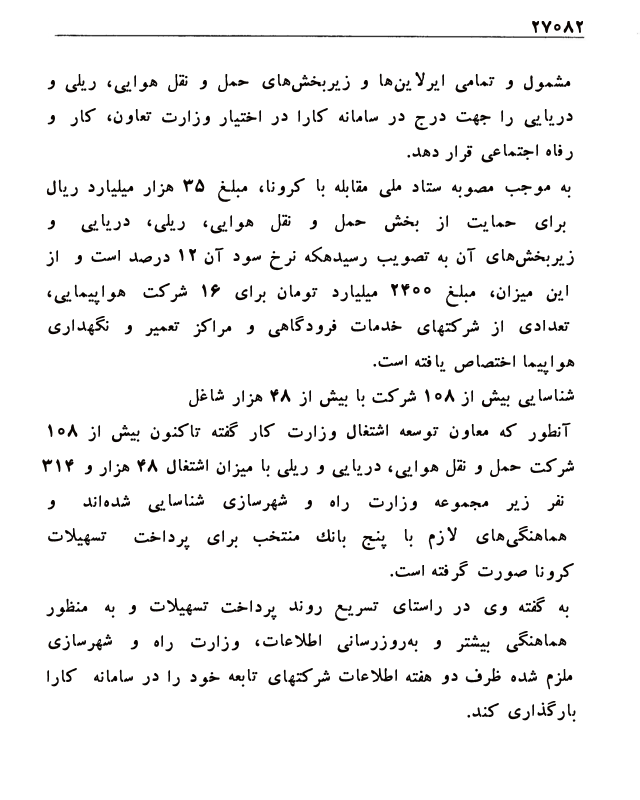 ۲۷۰۸۲
مشمول و تمامی ایرلاین‌ها و زیربخش‌های حمل و نقل هوایی، ریلی و
دریایی را جهت درج در سامانه کارا در اختیار وزارت تعاون، کار و
رفاه اجتماعی قرار دهد.
به موجب مصوبه ستاد ملی مقابله با کرونا، مبلغ ۳۵ هزار میلیارد ریال
برای حمایت از بخش حمل و نقل هوایی، ریلی، دریایی و
زیربخش‌های آن به تصویب رسیدهکه نرخ سود آن ۱۲ درصد است و از
این میزان، مبلغ ۲۴۰۰ میلیارد تومان برای ۱۶ شرکت هواپیمایی،
تعدادی از شرکتهای خدمات فرودگاهی و مراکز تعمیر و نگهداری
هواپیما اختصاص یافته است.
شناسایی بیش از ۱۰۸ شرکت با بیش از ۴۸ هزار شاغل
آنطور که معاون توسعه اشتغال وزارت کار گفته تاکنون بیش از ۱۰۸
شرکت حمل و نقل هوایی، دریایی و ریلی با میزان اشتغال ۴۸ هزار و ۳۱۴
نفر زیر مجموعه وزارت راه و شهرسازی شناسایی شده‌اند و
هماهنگی‌های لازم با پنج بانك منتخب برای پرداخت تسهیلات
کرونا صورت گرفته است.
به گفته وی در راستای تسریع روند پرداخت تسهیلات و به منظور
هماهنگی بیشتر و به‌روزرسانی اطلاعات، وزارت راه و شهرسازی
ملزم شده ظرف دو هفته اطلاعات شرکتهای تابعه خود را در سامانه کارا
بارگذاری کند.